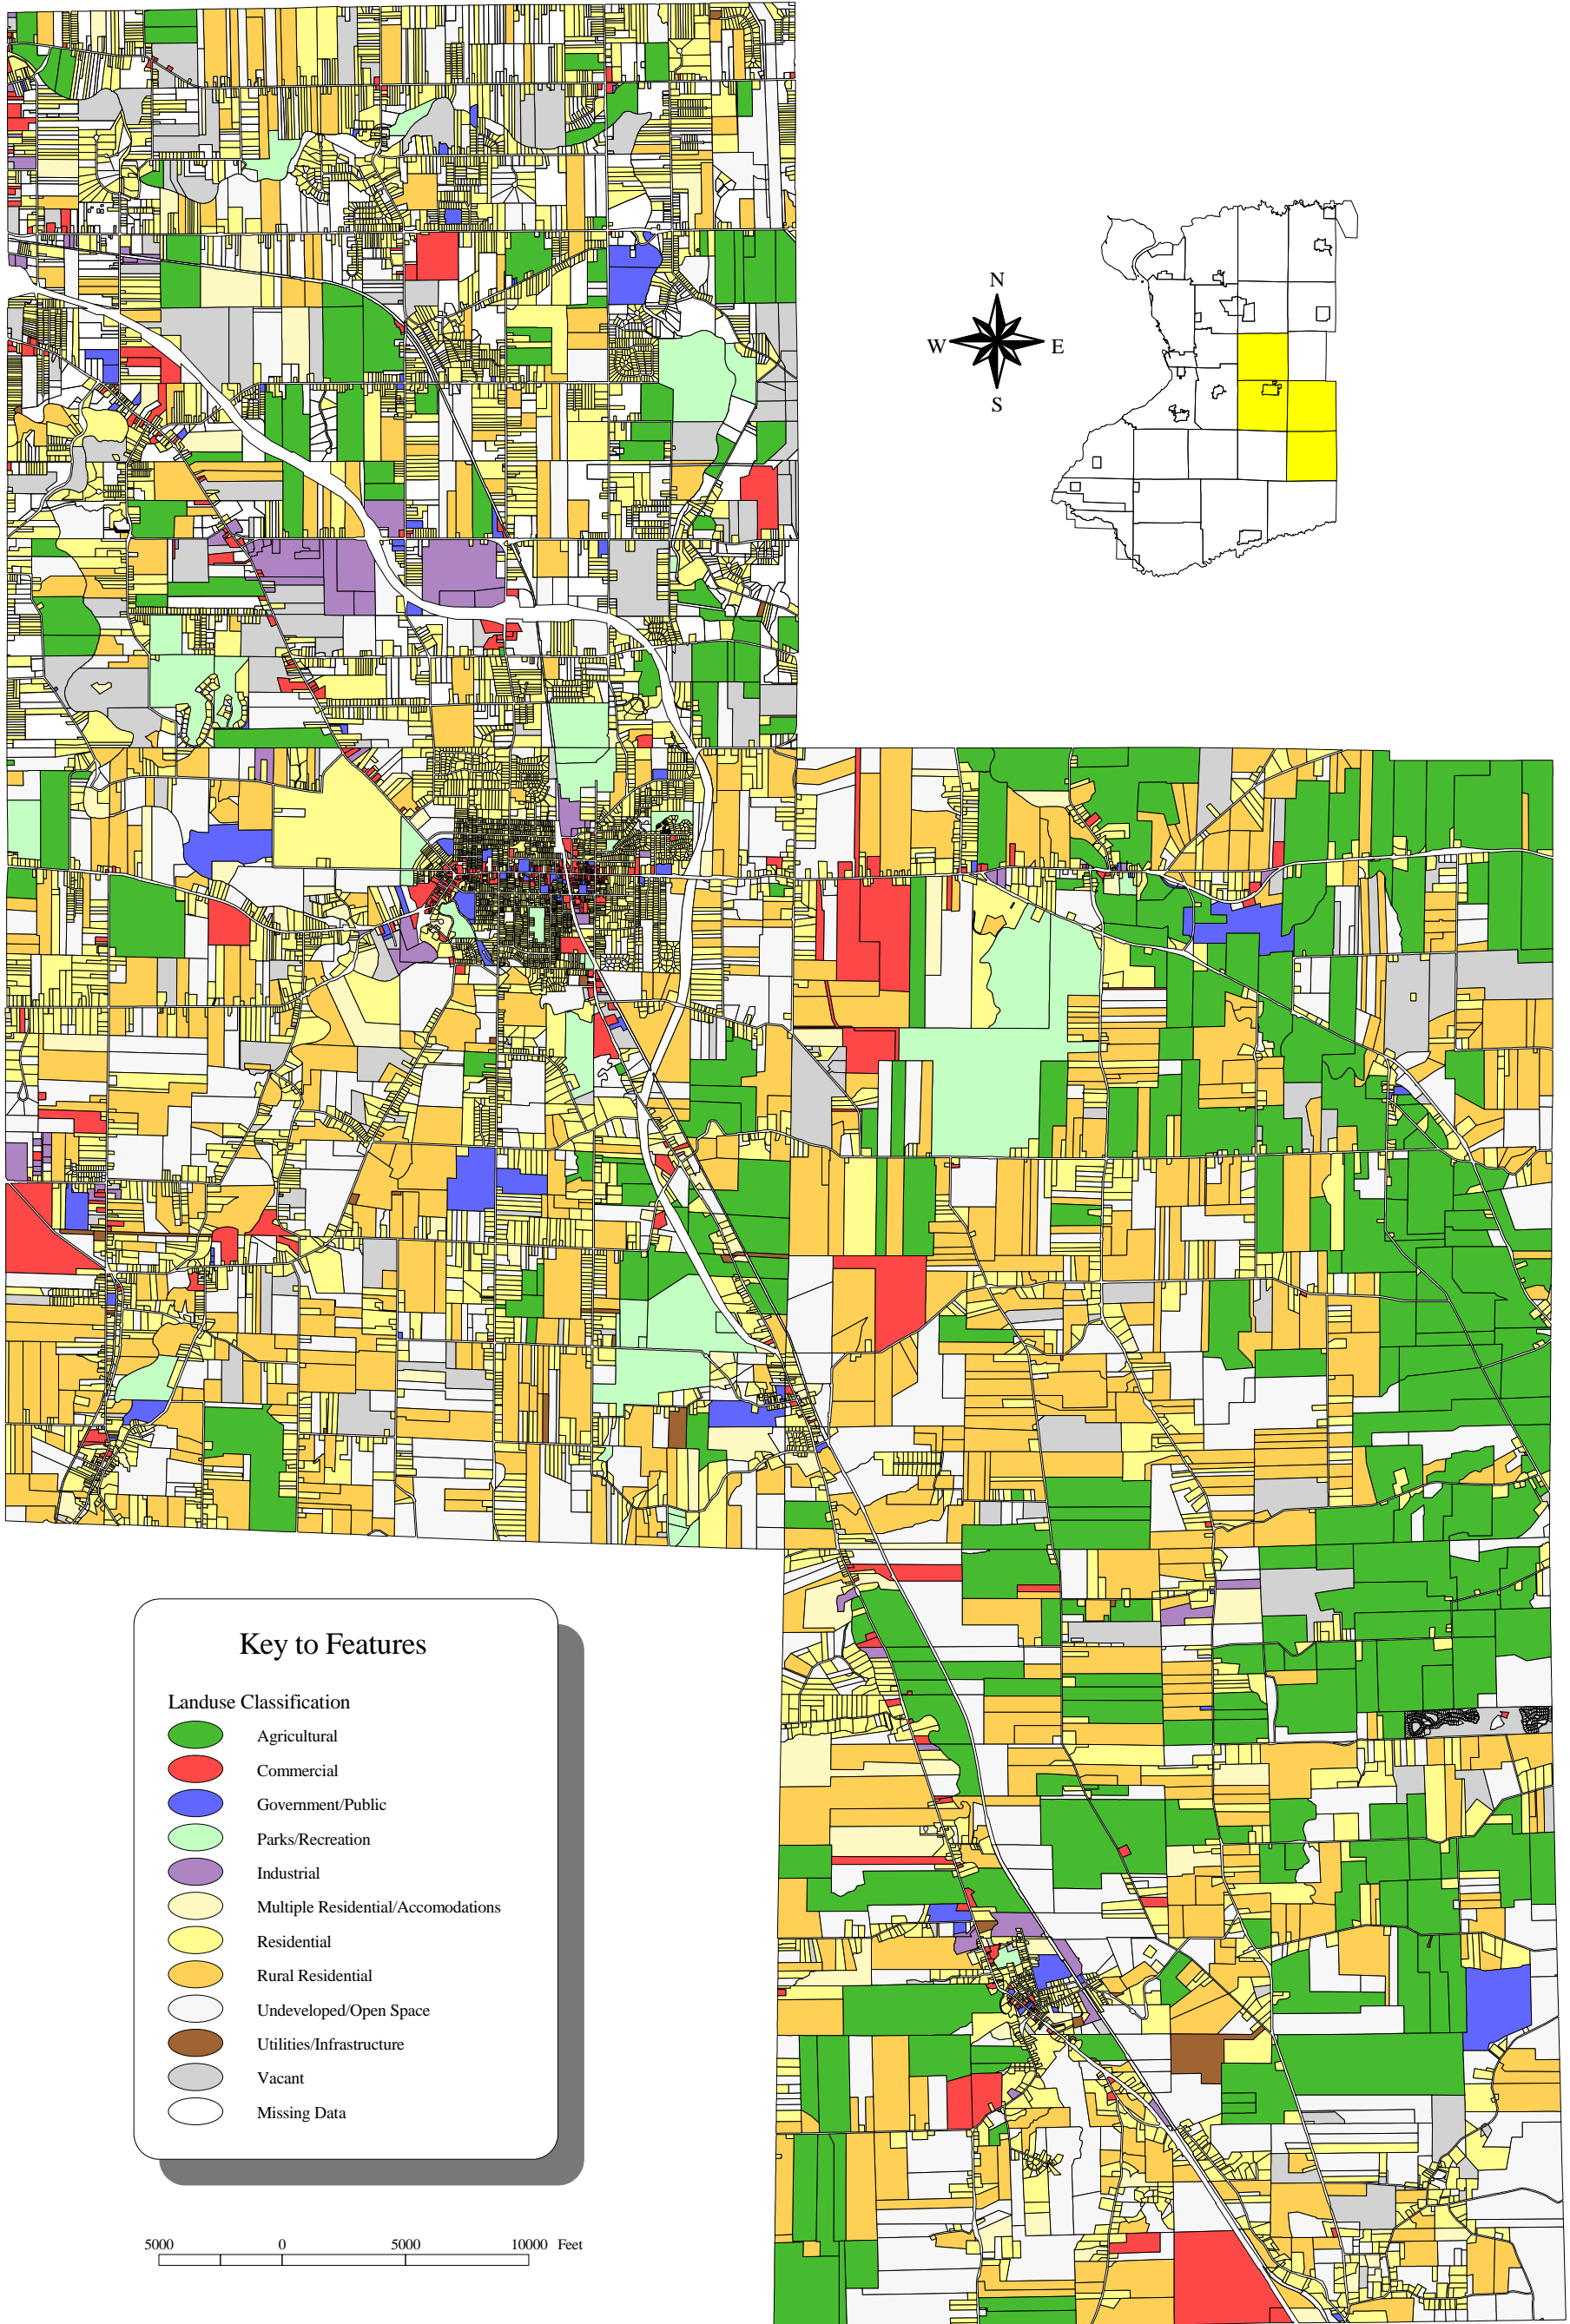 N
W E
S
Key to Features
Landuse Classification
Agricultural
Commercial
Government/Public
Parks/Recreation
Industrial
Multiple Residential/Accomodations
Residential
Rural Residential
Undeveloped/Open Space
Utilities/Infrastructure
Vacant
Missing Data
5000 0 5000 10000 Feet